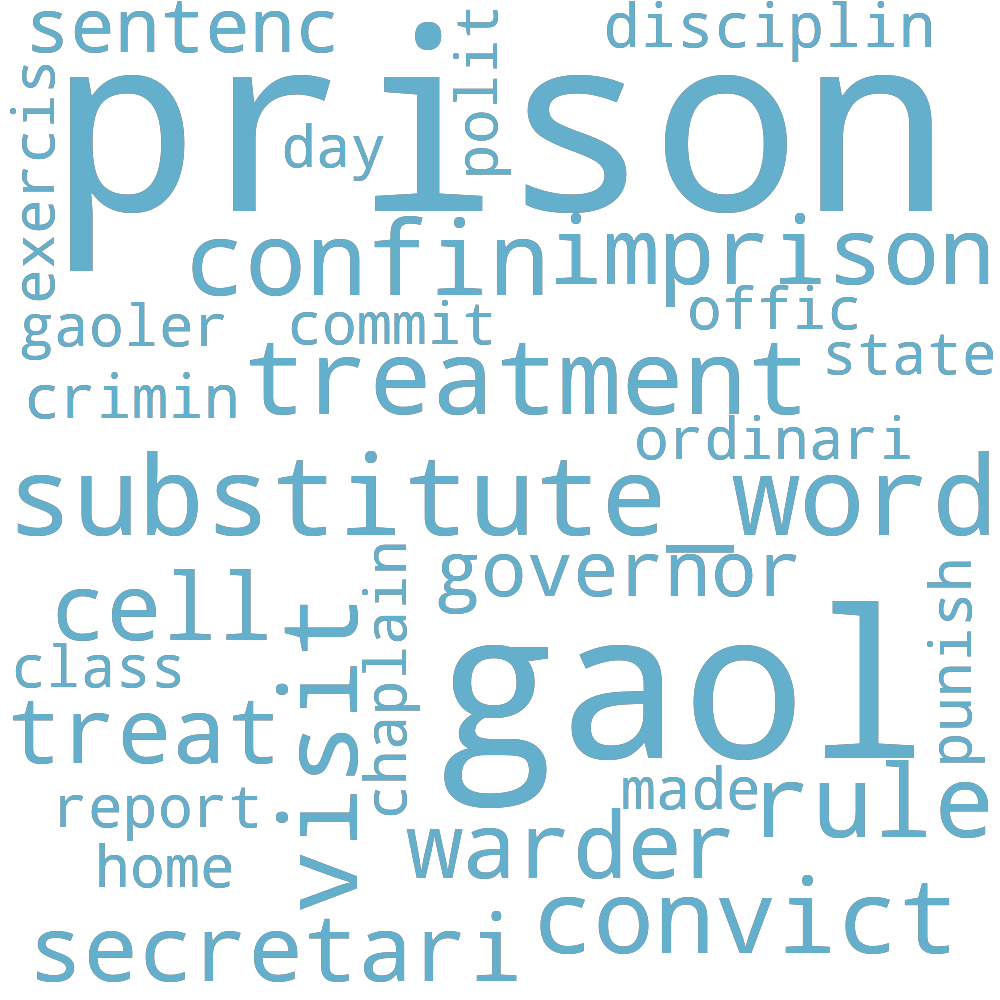 sentenc
disciplin
polit
exercis
prison
day
confin
imprison
offic
gaoler
commit
state
treatment
crimin
ordinari
substitute_word
governor
chaplain
punish
cell
visit
gaol
class
treat
made
rule
report
warder
home
convict
secretari